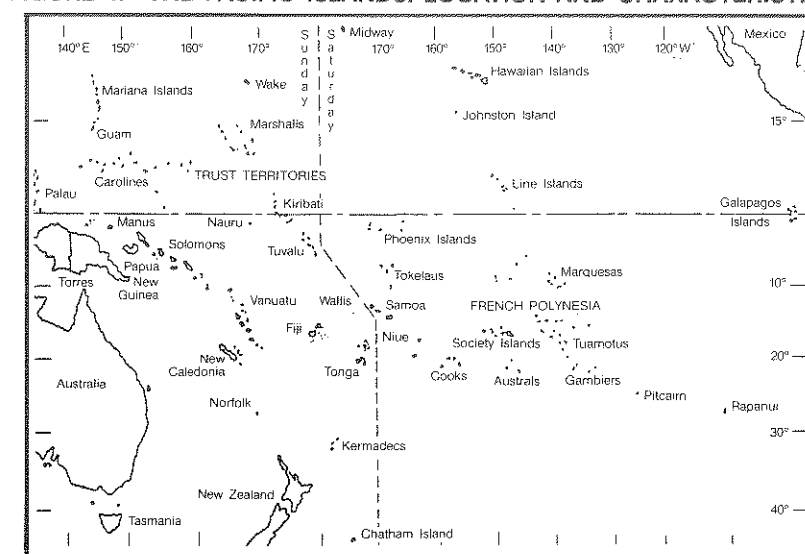 Midway
Mexico
140°E 150° 160° 170° 170° 160° 150° 140° 130° 120°W
Sunday
Saturday
Hawaiian Islands
Wake
Mariana Islands
Johnston Island
Marshalls
15°
Guam
TRUST TERRITORIES
Carolines
Line Islands
Palau
Kiribati
Galapagos
Islands
Manus
Nauru
Phoenix Islands
Solomons
Tuvalu
Papua
New
Guinea
Torres
Tokelaus
Marquesas
10°
Vanuatu
Wallis
Samoa
FRENCH POLYNESIA
Fiji
Niue
Society Islands
Tuamotus
New
Caledonia
Tonga
Cooks
Australs
Gambiers
20°
Australia
Pitcairn
Norfolk
Rapanui
30°
Kermadecs
New Zealand
40°
Tasmania
Chatham Island